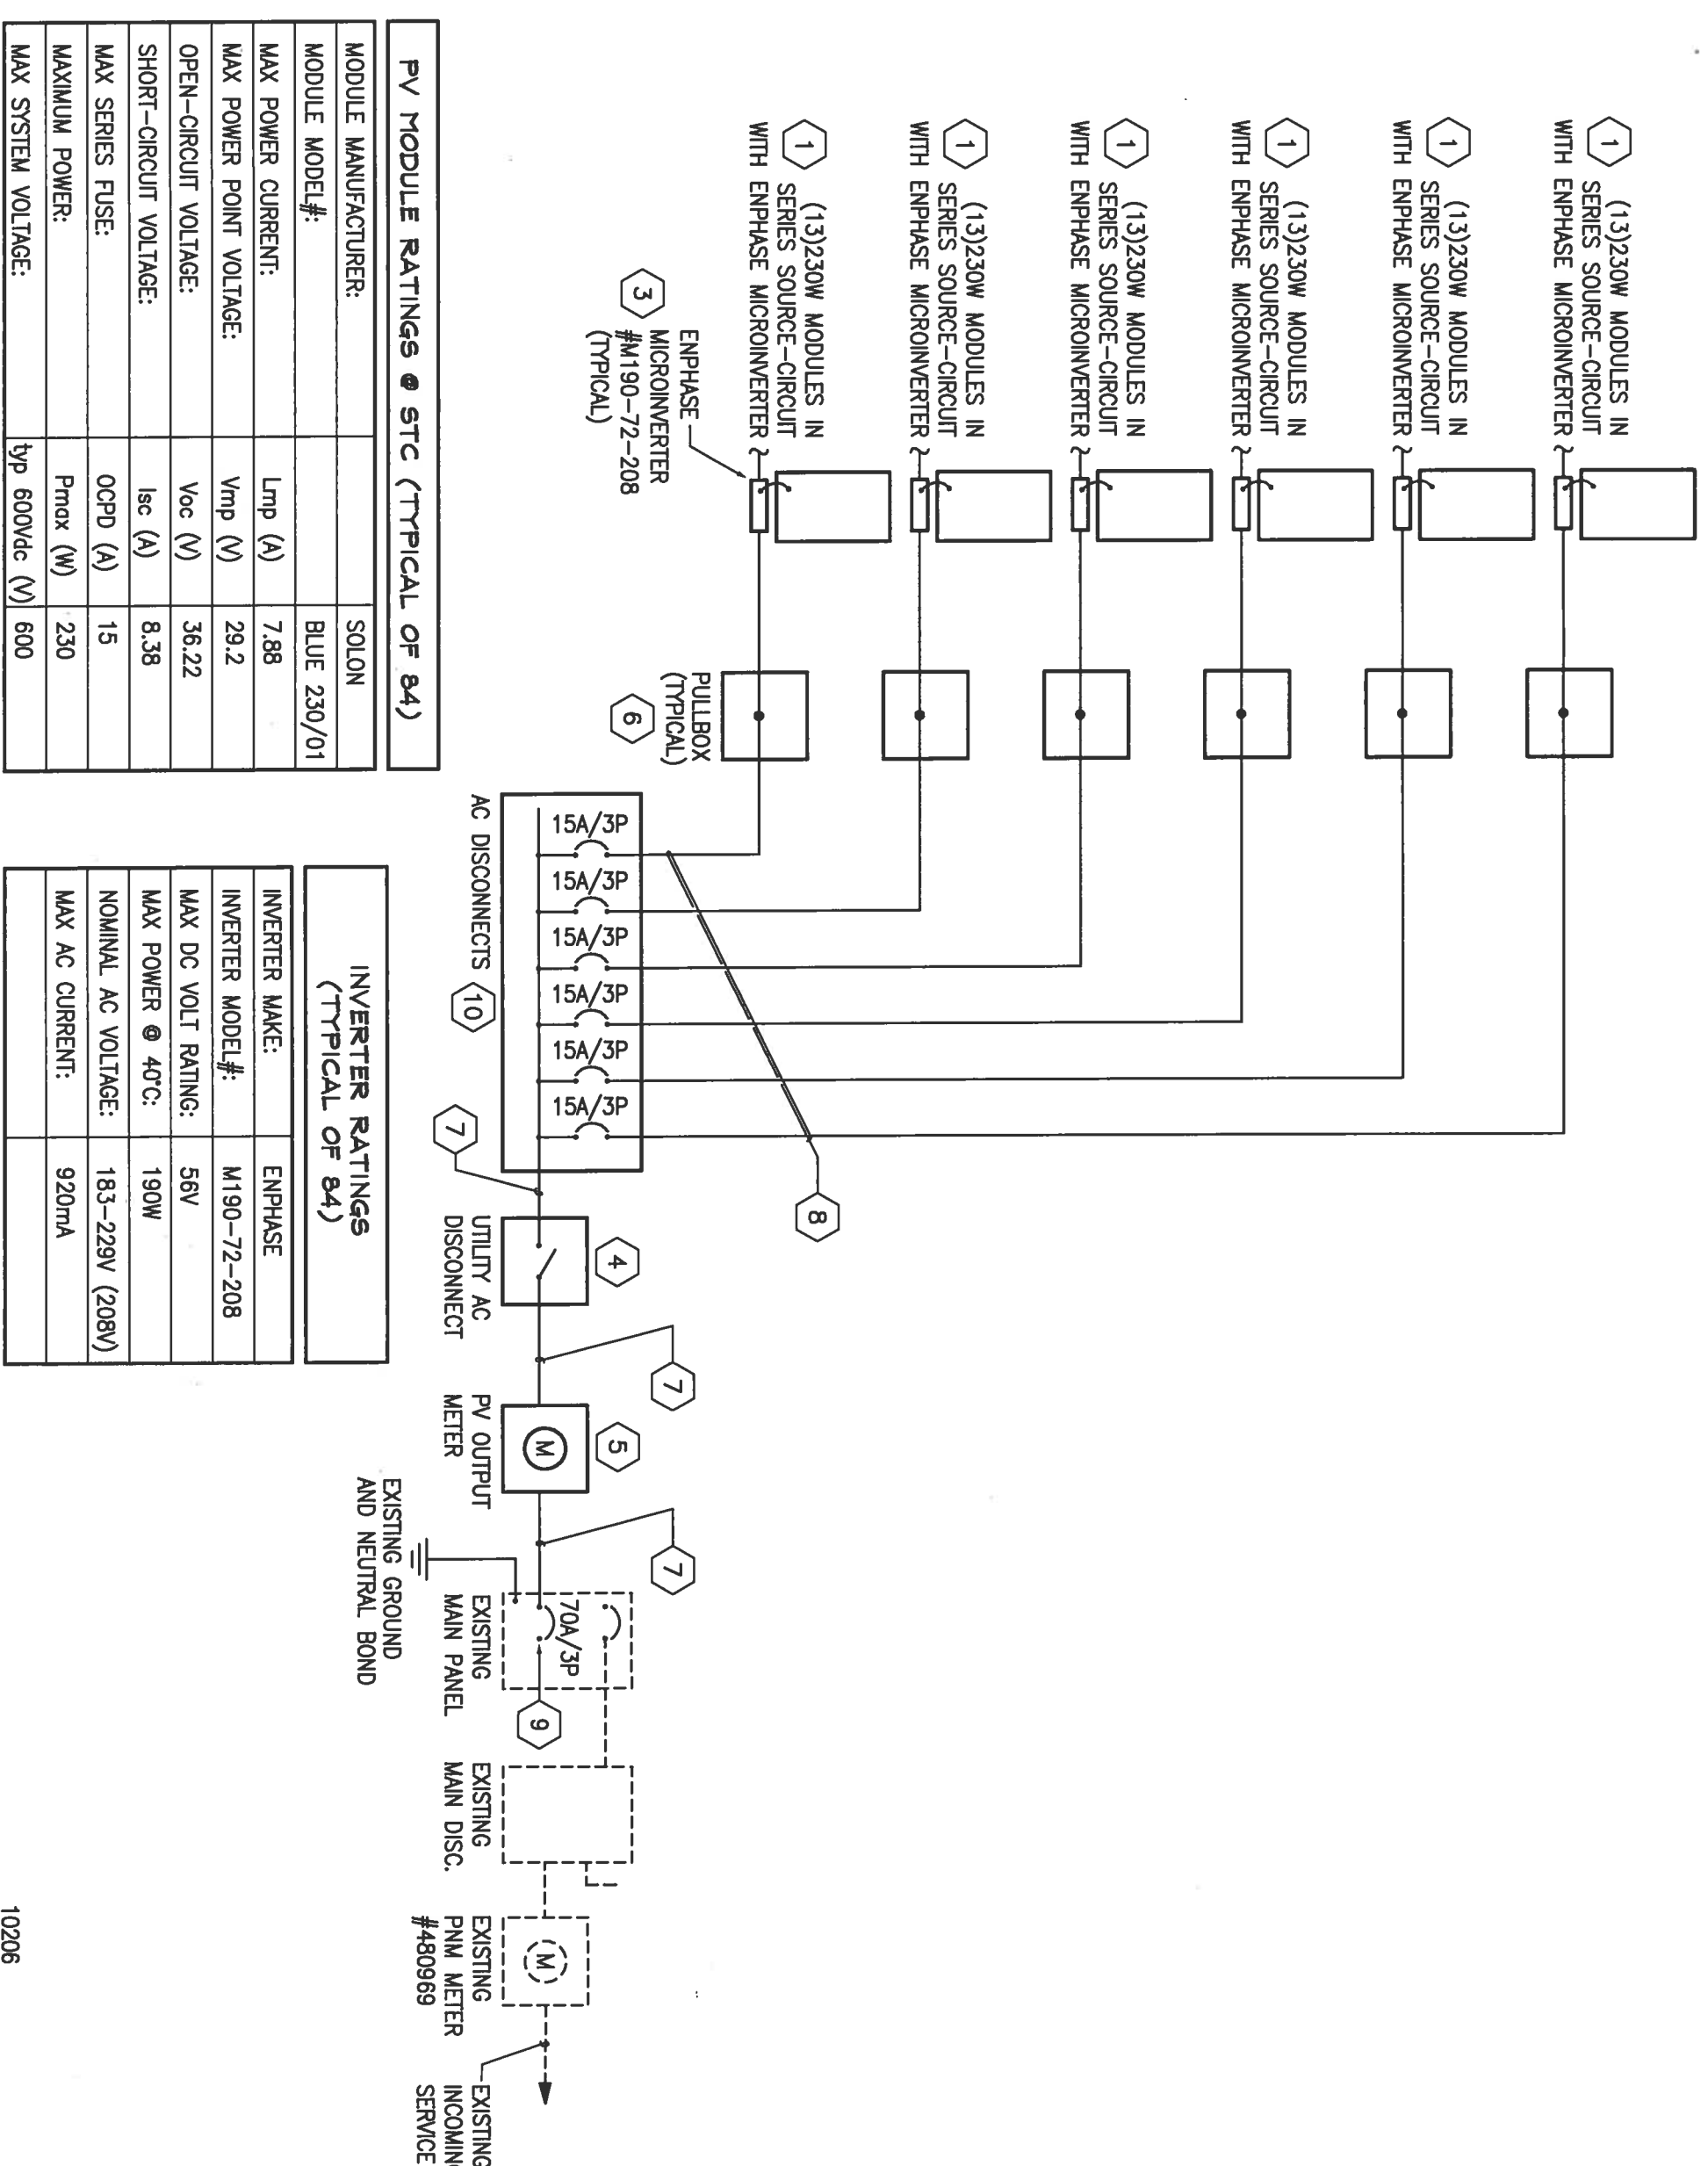 1
(13)230W MODULES IN
SERIES SOURCE-CIRCUIT
WITH ENPHASE MICROINVERTER
1
(13)230W MODULES IN
SERIES SOURCE-CIRCUIT
WITH ENPHASE MICROINVERTER
1
(13)230W MODULES IN
SERIES SOURCE-CIRCUIT
WITH ENPHASE MICROINVERTER
1
(13)230W MODULES IN
SERIES SOURCE-CIRCUIT
WITH ENPHASE MICROINVERTER
1
(13)230W MODULES IN
SERIES SOURCE-CIRCUIT
WITH ENPHASE MICROINVERTER
1
(13)230W MODULES IN
SERIES SOURCE-CIRCUIT
WITH ENPHASE MICROINVERTER
3
ENPHASE
MICROINVERTER
#M190-72-208
(TYPICAL)
PULLBOX
(TYPICAL)
6
15A/3P
15A/3P
15A/3P
15A/3P
15A/3P
15A/3P
AC DISCONNECTS
10
8
7
4
UTILITY AC
DISCONNECT
7
5
M
PV OUTPUT
METER
7
70A/3P
9
EXISTING
MAIN PANEL
EXISTING GROUND
AND NEUTRAL BOND
EXISTING
MAIN DISC.
M
EXISTING
PNM METER
#480969
EXISTING
INCOMING
SERVICE
PV MODULE RATINGS @ STC (TYPICAL OF 84)
MODULE MANUFACTURER: SOLON
MODULE MODEL#: BLUE 230/01
MAX POWER CURRENT: Lmp (A) 7.88
MAX POWER POINT VOLTAGE: Vmp (V) 29.2
OPEN-CIRCUIT VOLTAGE: Voc (V) 36.22
SHORT-CIRCUIT VOLTAGE: Isc (A) 8.38
MAX SERIES FUSE: OCPD (A) 15
MAXIMUM POWER: Pmax (W) 230
MAX SYSTEM VOLTAGE: typ 600Vdc (V) 600
INVERTER RATINGS
(TYPICAL OF 84)
INVERTER MAKE: ENPHASE
INVERTER MODEL#: M190-72-208
MAX DC VOLT RATING: 56V
MAX POWER @ 40°C: 190W
NOMINAL AC VOLTAGE: 183-229V (208V)
MAX AC CURRENT: 920mA
10206